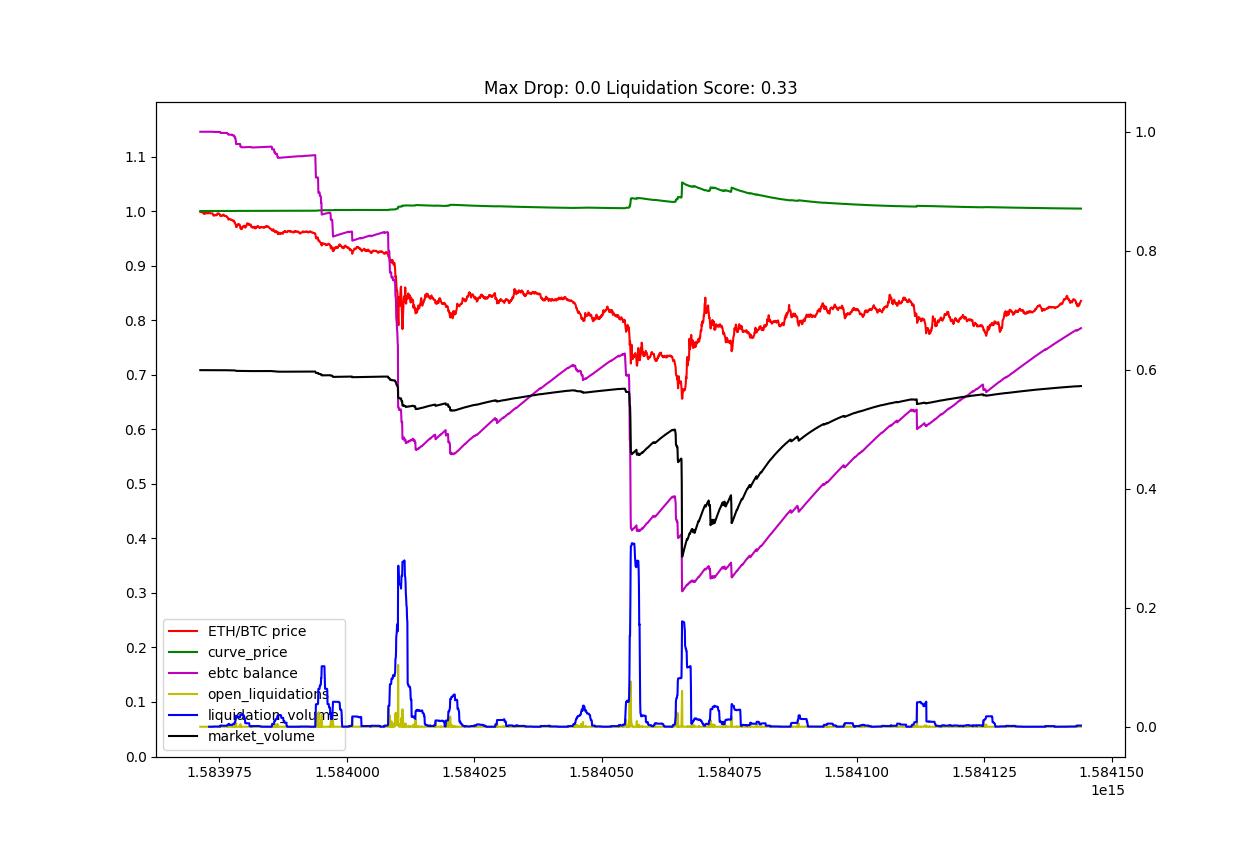 Max Drop: 0.0 Liquidation Score: 0.33
1.1
1.0
0.9
0.8
0.7
0.6
0.5
0.4
0.3
0.2
0.1
0.0
1.0
0.8
0.6
0.4
0.2
0.0
ETH/BTC price
curve_price
ebtc balance
open_liquidations
liquidation_volume
market_volume
1.583975 1.584000 1.584025 1.584050 1.584075 1.584100 1.584125 1.584150
1e15